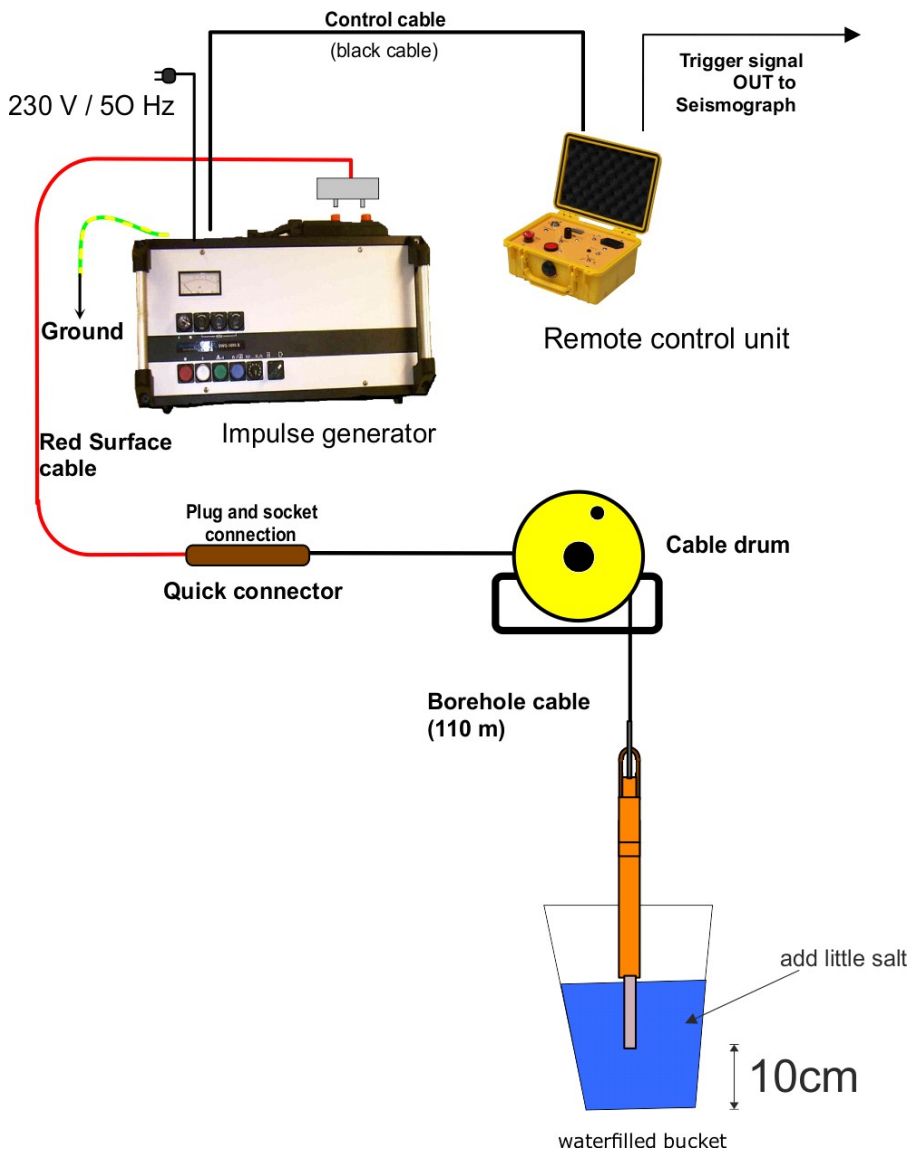 Control cable
(black cable)
Trigger signal
OUT to
Seismograph
230 V / 5O Hz
Ground
Remote control unit
Impulse generator
Red Surface
cable
Plug and socket
connection
Quick connector
Cable drum
Borehole cable
(110 m)
add little salt
10cm
waterfilled bucket